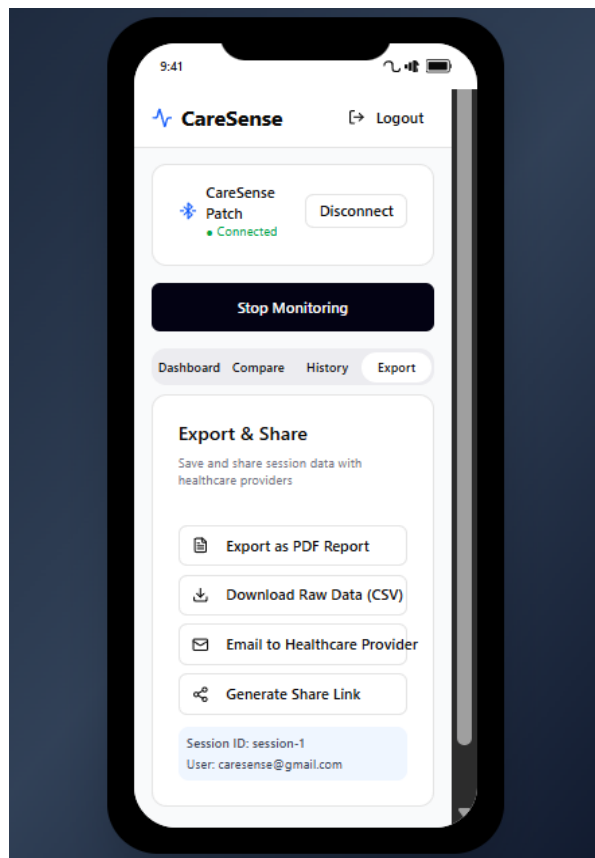 9:41
CareSense
Logout
CareSense
Patch
Disconnect
• Connected
Stop Monitoring
Dashboard Compare History Export
Export & Share
Save and share session data with
healthcare providers
Export as PDF Report
Download Raw Data (CSV)
Email to Healthcare Provider
Generate Share Link
Session ID: session-1
User: caresense@gmail.com